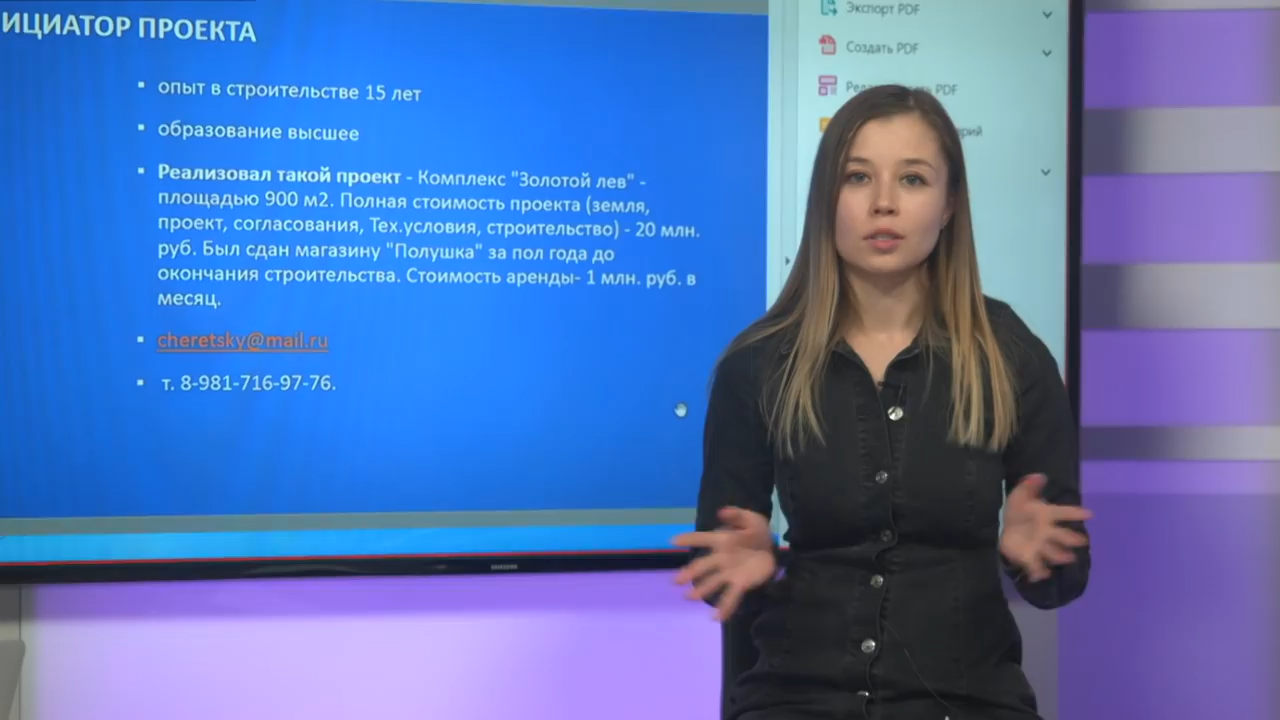 ИЦИАТОР ПРОЕКТА
опыт в строительстве 15 лет
образование высшее
Реализовал такой проект - Комплекс "Золотой лев" -
площадью 900 м2. Полная стоимость проекта (земля,
проект, согласования, Тех.условия, строительство) - 20 млн.
руб. Был сдан магазину "Полушка" за пол года до
окончания строительства. Стоимость аренды- 1 млн. руб. в
месяц.
cheretsky@mail.ru
т. 8-981-716-97-76.
Экспорт PDF
Создать PDF
PDF
SAMSUNG